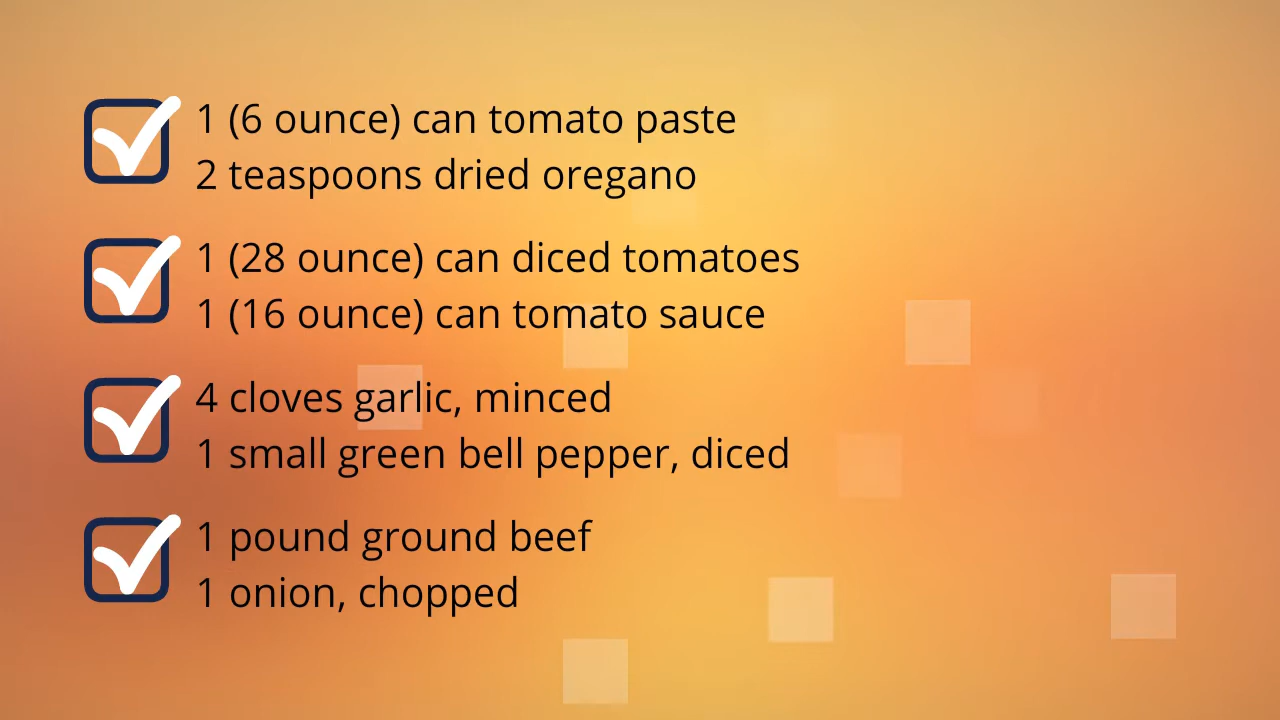 1 (6 ounce) can tomato paste
2 teaspoons dried oregano
1 (28 ounce) can diced tomatoes
1 (16 ounce) can tomato sauce
4 cloves garlic, minced
1 small green bell pepper, diced
1 pound ground beef
1 onion, chopped